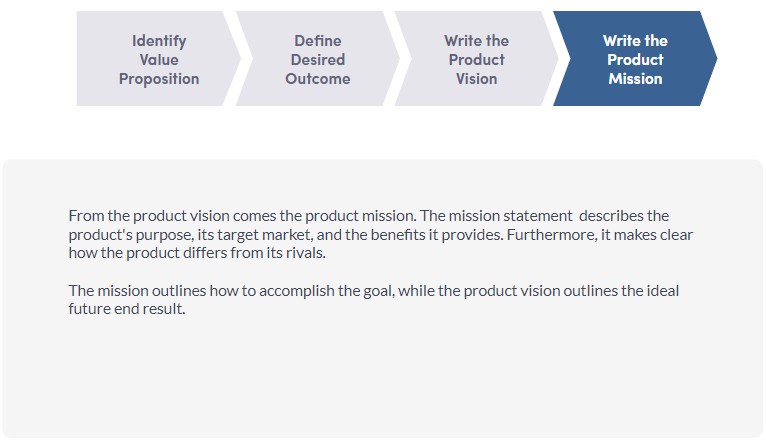 Identify
Value
Proposition
Define
Desired
Outcome
Write the
Product
Vision
Write the
Product
Mission
From the product vision comes the product mission. The mission statement  describes the
product's purpose, its target market, and the benefits it provides. Furthermore, it makes clear
how the product differs from its rivals.
The mission outlines how to accomplish the goal, while the product vision outlines the ideal
future end result.